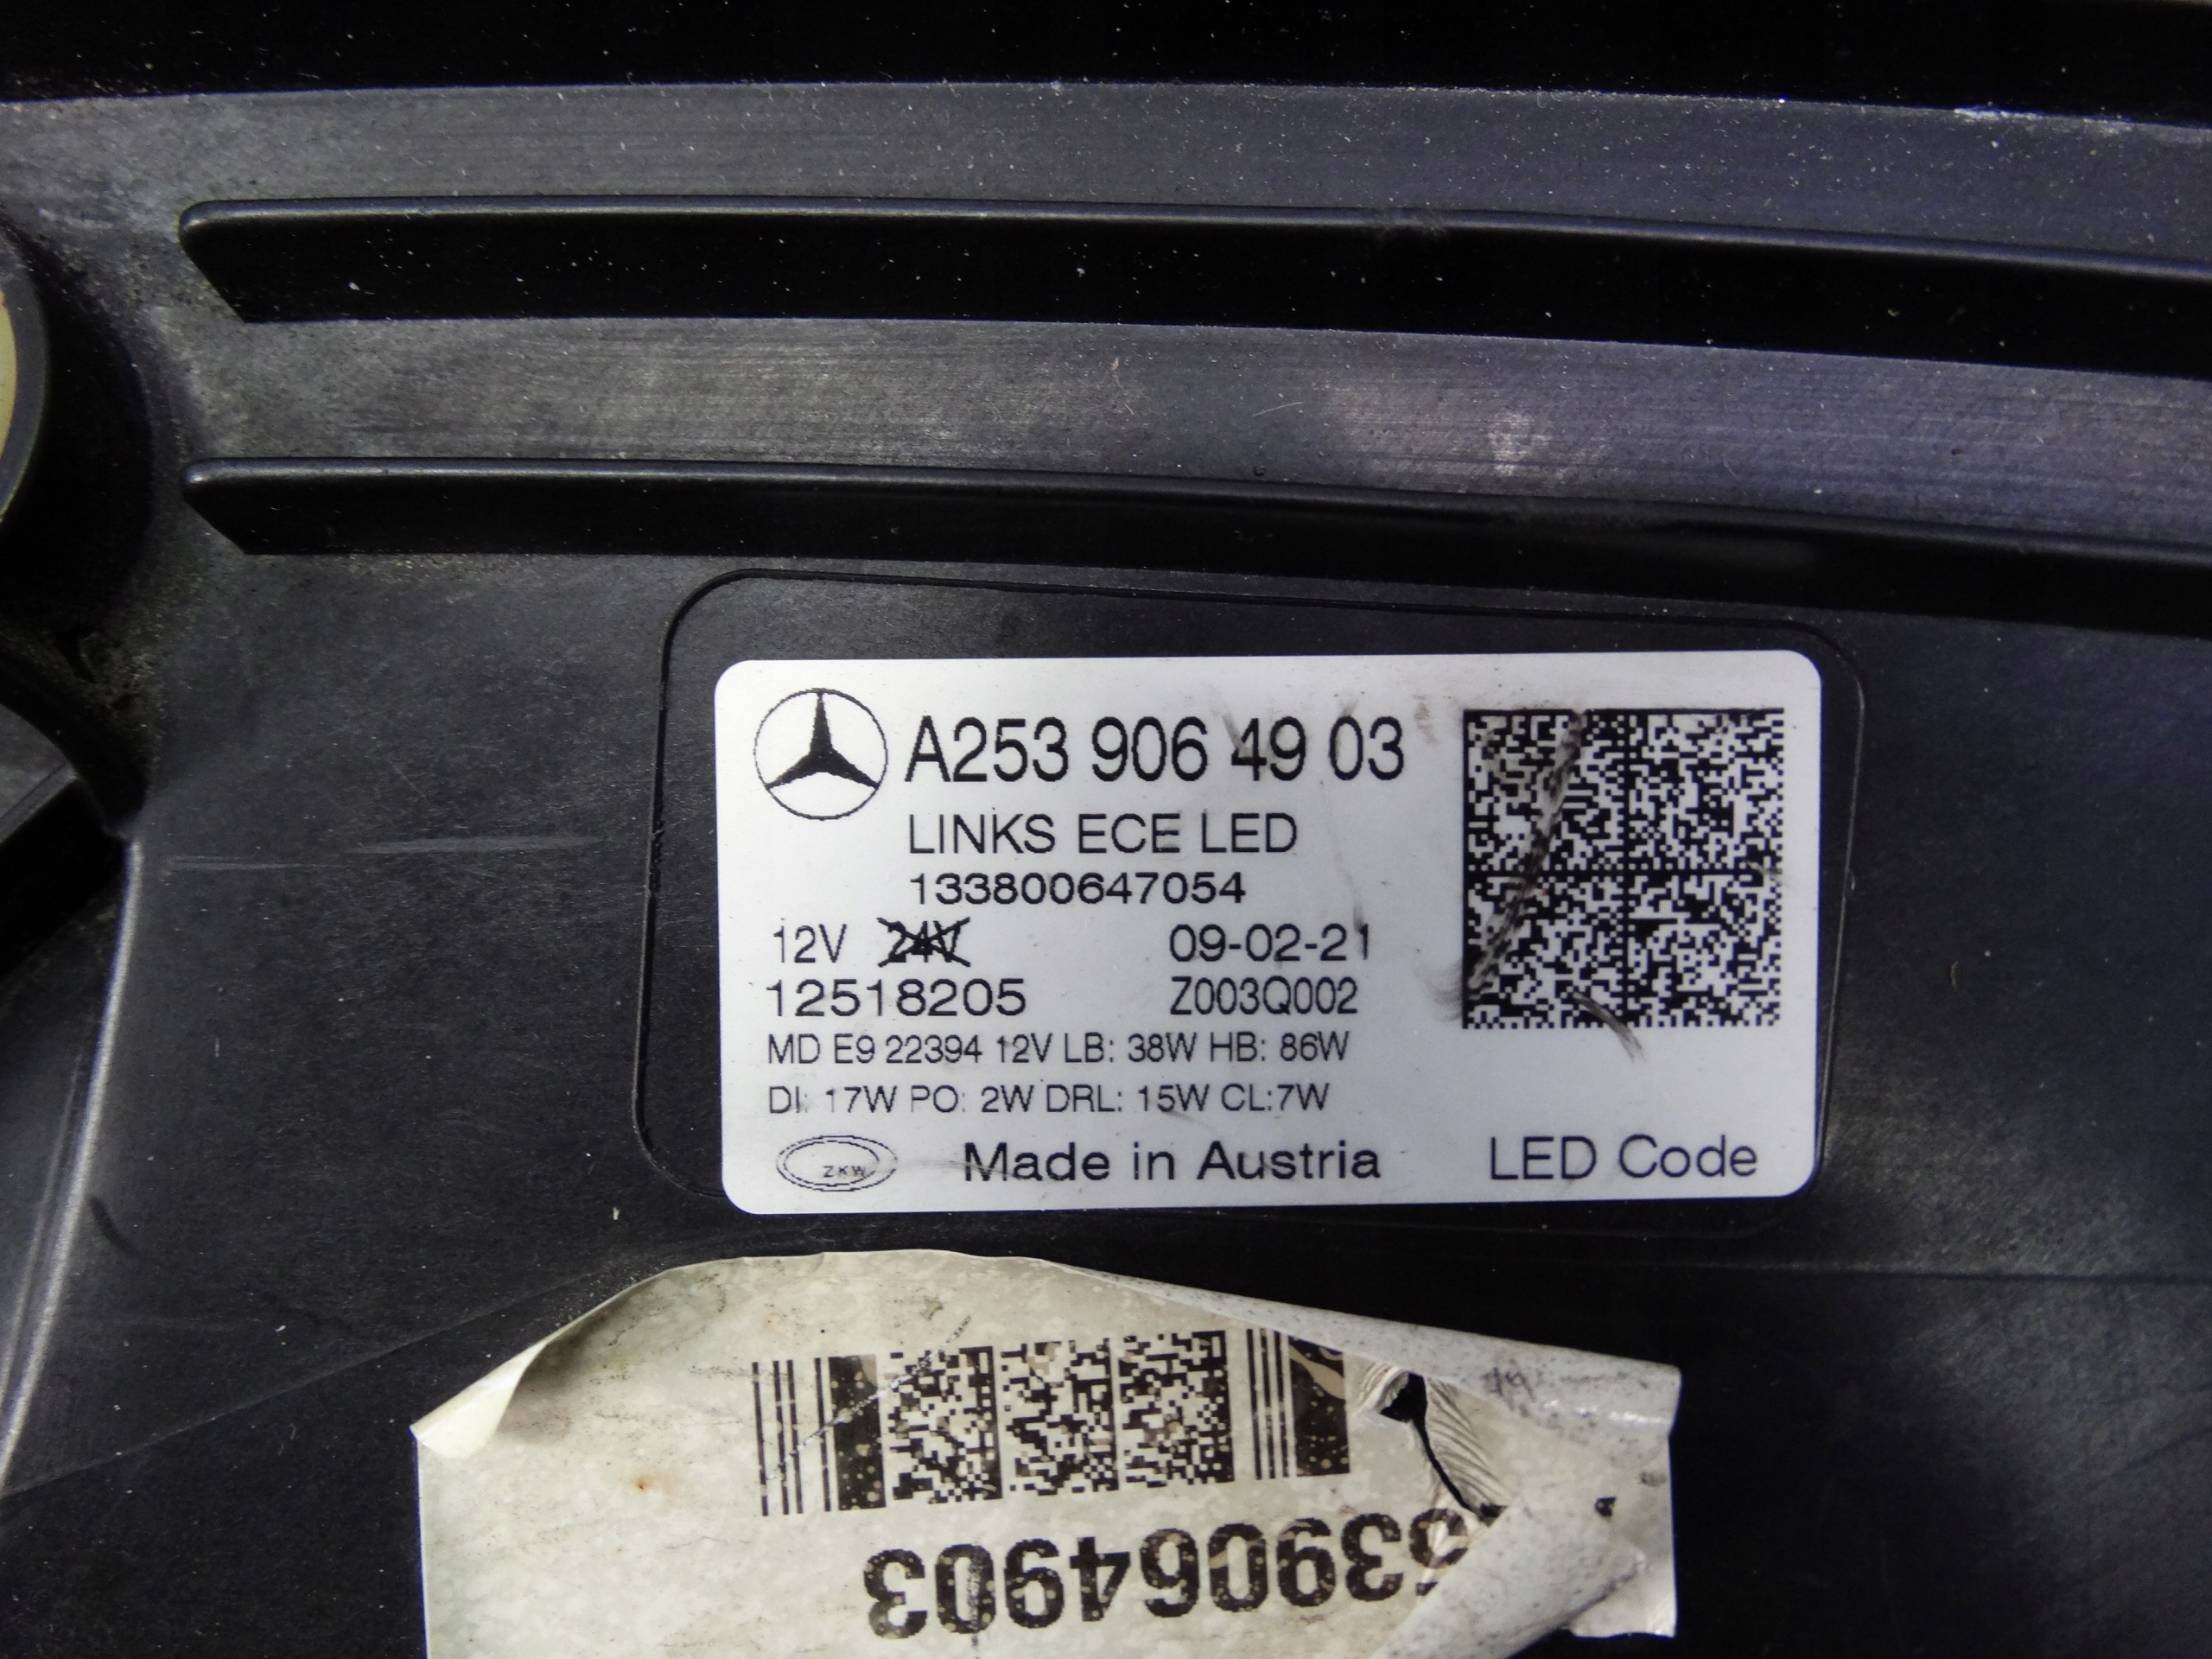 A253 906 49 03
LINKS ECE LED
133800647054
12V 24V 09-02-21
12518205 Z003Q002
MD E9 22394 12V LB: 38W HB: 86W
DI: 17W PO: 2W DRL: 15W CL:7W
ZKW Made in Austria LED Code
539064903